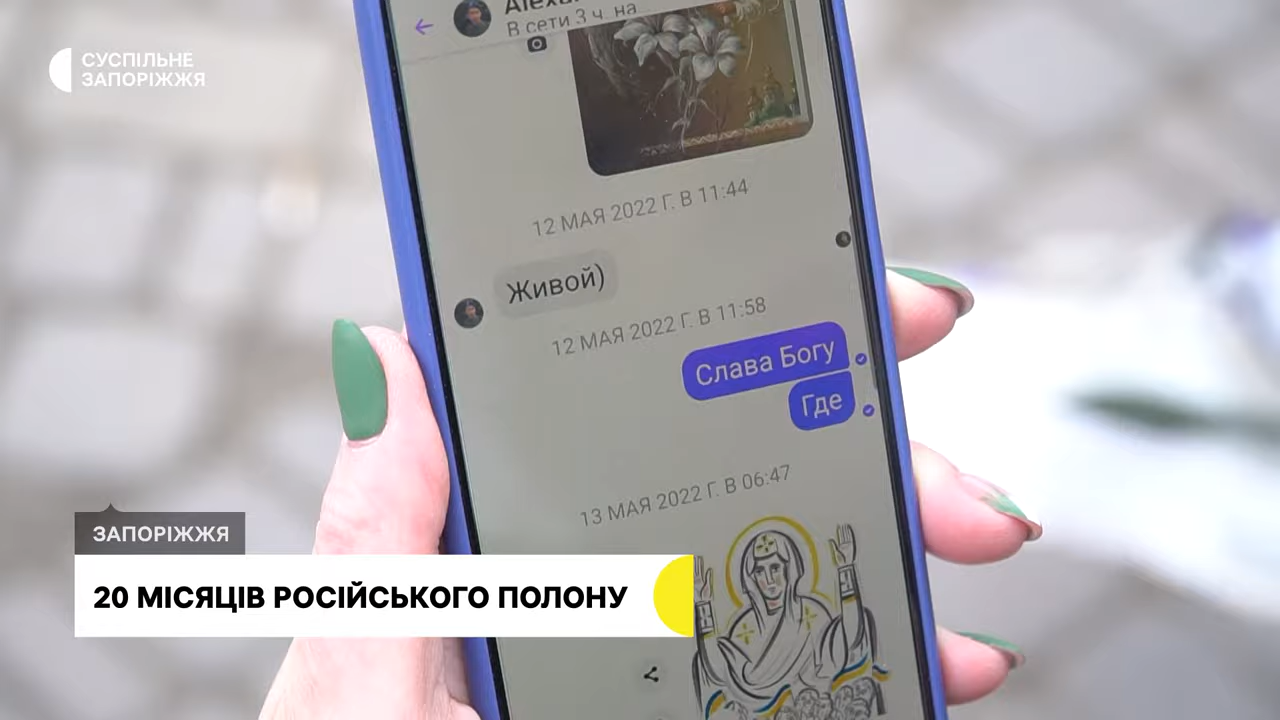 СУСПІЛЬНЕ
ЗАПОРІЖЖЯ
В сети 3 ч. на...
12 МАЯ 2022 Г. В 11:44
Живой)
12 МАЯ 2022 Г. В 11:58
Слава Богу
Где
13 МАЯ 2022 Г. В 06:47
ЗАПОРІЖЖЯ
20 МІСЯЦІВ РОСІЙСЬКОГО ПОЛОНУ